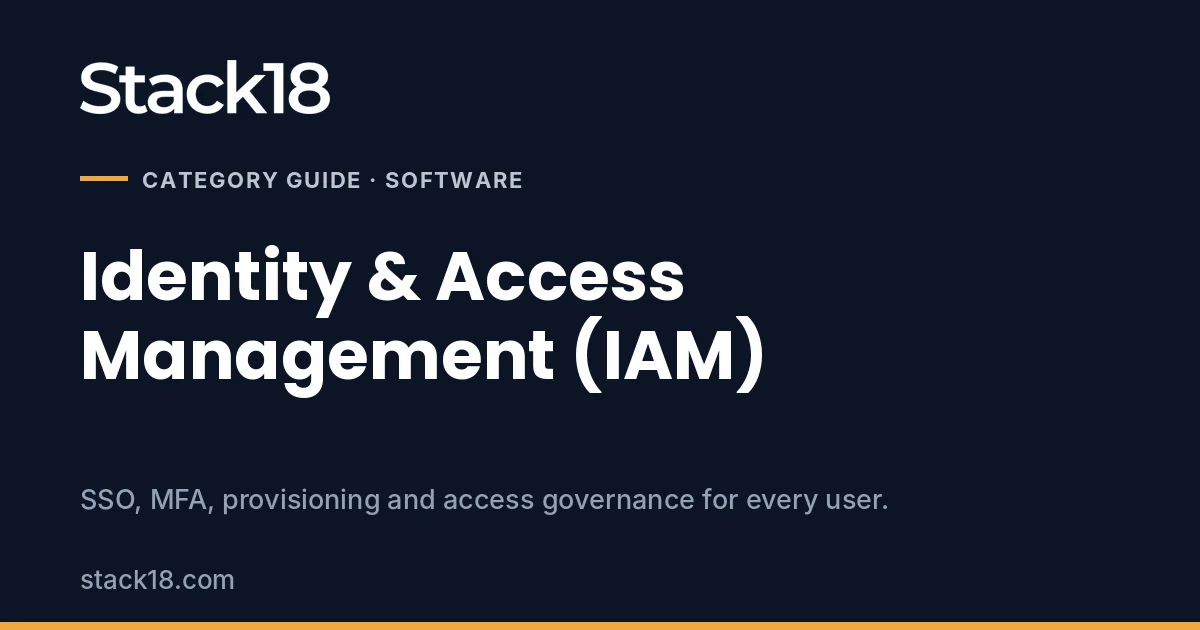 Stack18
CATEGORY GUIDE · SOFTWARE
Identity & Access
Management (IAM)
SSO, MFA, provisioning and access governance for every user.
stack18.com